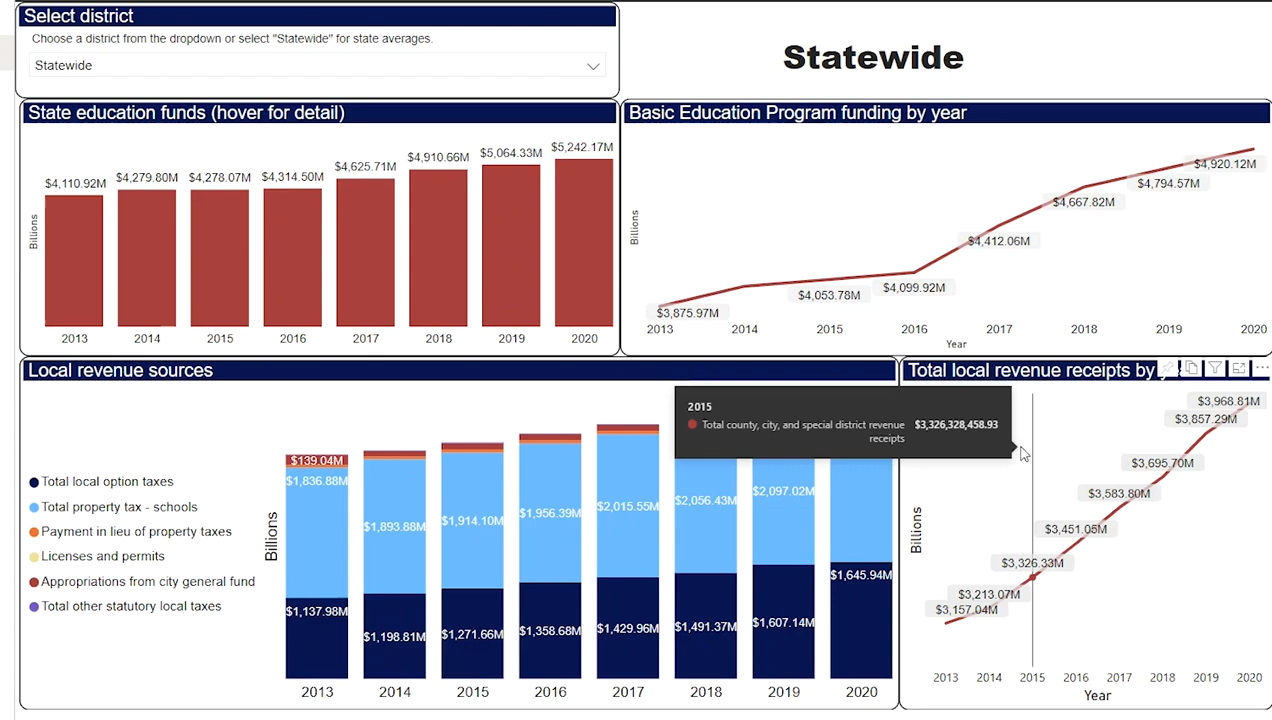 Select district
Choose a district from the dropdown or select "Statewide" for state averages.
Statewide
Statewide
State education funds (hover for detail)
Billions
$4,110.92M
$4,279.80M
$4,278.07M
$4,314.50M
$4,625.71M
$4,910.66M
$5,064.33M
$5,242.17M
2013 2014 2015 2016 2017 2018 2019 2020
Basic Education Program funding by year
Billions
$3,875.97M
$4,053.78M
$4,099.92M
$4,412.06M
$4,667.82M
$4,794.57M
$4,920.12M
2013 2014 2015 2016 2017 2018 2019 2020
Year
Local revenue sources
Total local option taxes
Total property tax - schools
Payment in lieu of property taxes
Licenses and permits
Appropriations from city general fund
Total other statutory local taxes
Billions
$139.04M
$1,836.88M $1,893.88M $1,914.10M $1,956.39M $2,015.55M $2,056.43M $2,097.02M
$1,137.98M $1,198.81M $1,271.66M $1,358.68M $1,429.96M $1,491.37M $1,607.14M $1,645.94M
2013 2014 2015 2016 2017 2018 2019 2020
2015
Total county, city, and special district revenue $3,326,328,458.93
receipts
Total local revenue receipts by
Billions
$3,157.04M
$3,213.07M
$3,326.33M
$3,451.05M
$3,583.80M
$3,695.70M
$3,857.29M
$3,968.81M
2013 2014 2015 2016 2017 2018 2019 2020
Year